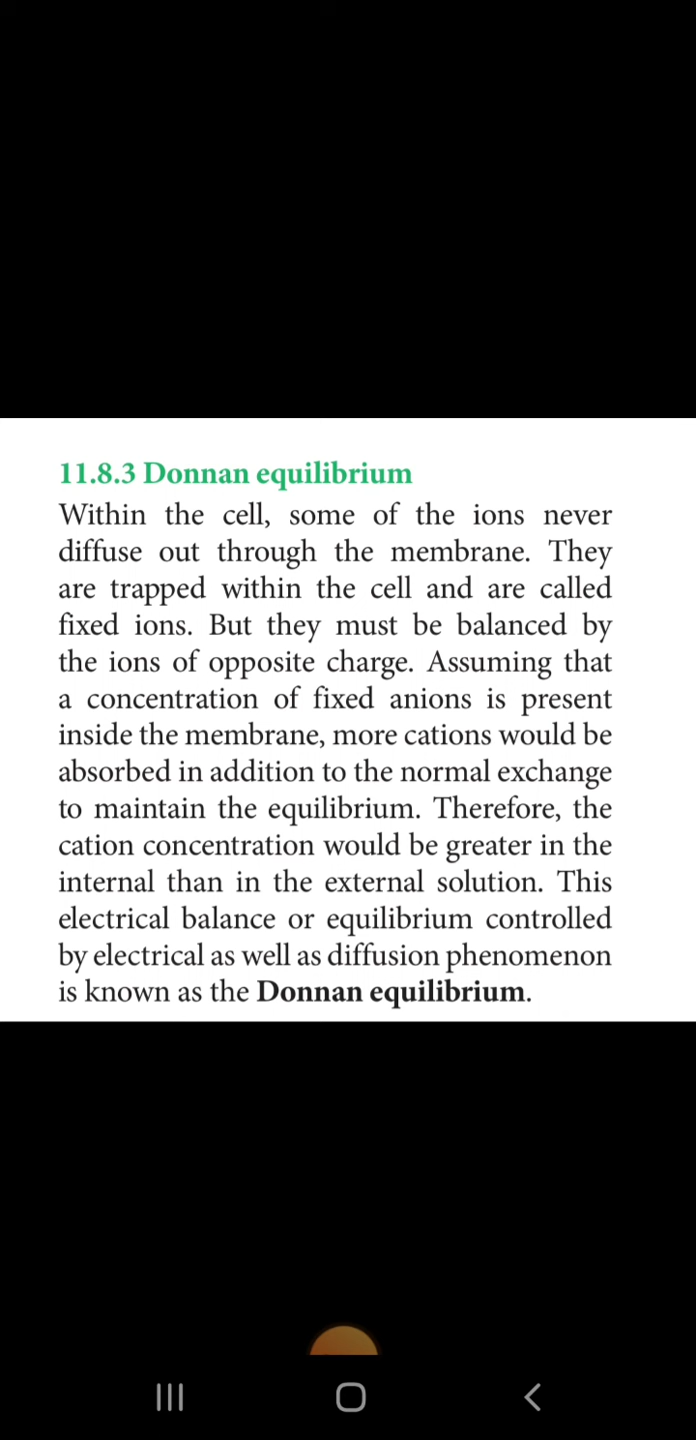 11.8.3 Donnan equilibrium
Within the cell, some of the ions never
diffuse out through the membrane. They
are trapped within the cell and are called
fixed ions. But they must be balanced by
the ions of opposite charge. Assuming that
a concentration of fixed anions is present
inside the membrane, more cations would be
absorbed in addition to the normal exchange
to maintain the equilibrium. Therefore, the
cation concentration would be greater in the
internal than in the external solution. This
electrical balance or equilibrium controlled
by electrical as well as diffusion phenomenon
is known as the Donnan equilibrium.